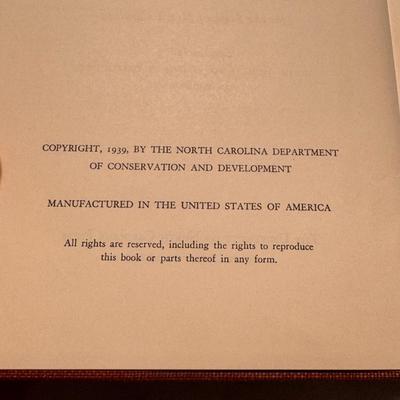 COPYRIGHT, 1939, BY THE NORTH CAROLINA DEPARTMENT
OF CONSERVATION AND DEVELOPMENT
MANUFACTURED IN THE UNITED STATES OF AMERICA
All rights are reserved, including the rights to reproduce
this book or parts thereof in any form.